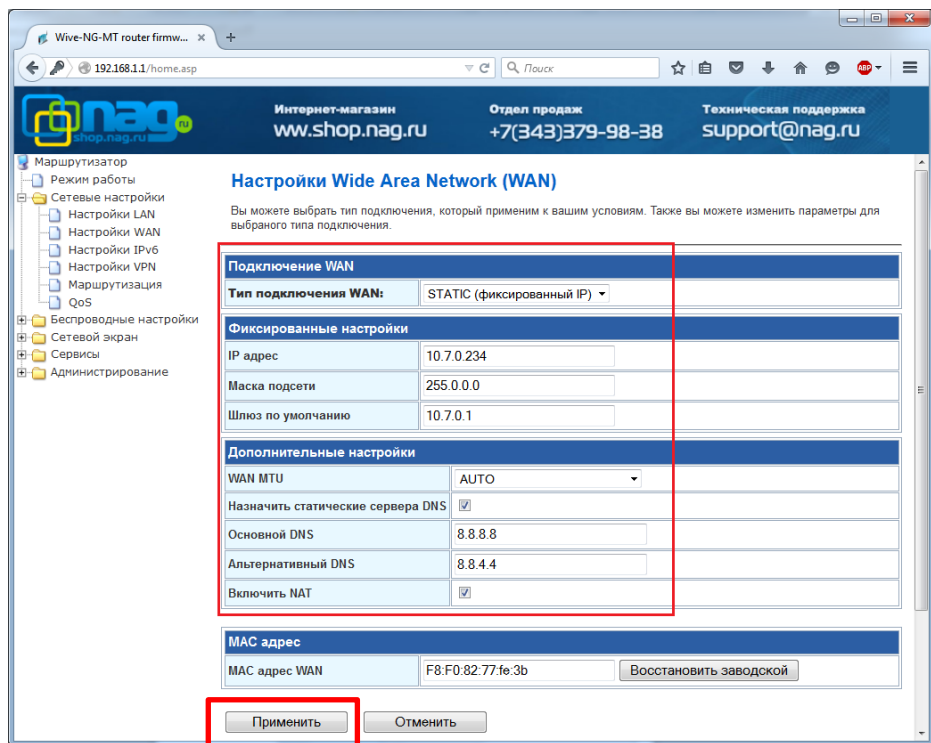 Wive-NG-MT router firmw... × +
192.168.1.1/home.asp
Поиск
ABP
nag ru
shop.nag.ru
Интернет-магазин
ww.shop.nag.ru
Отдел продаж
+7(343)379-98-38
Техническая поддержка
support@nag.ru
Маршрутизатор
Режим работы
Сетевые настройки
Настройки LAN
Настройки WAN
Настройки IPv6
Настройки VPN
Маршрутизация
QoS
Беспроводные настройки
Сетевой экран
Сервисы
Администрирование
Настройки Wide Area Network (WAN)
Вы можете выбрать тип подключения, который применим к вашим условиям. Также вы можете изменить параметры для
выбраного типа подключения.
Подключение WAN
Тип подключения WAN: STATIC (фиксированный IP)
Фиксированные настройки
IP адрес 10.7.0.234
Маска подсети 255.0.0.0
Шлюз по умолчанию 10.7.0.1
Дополнительные настройки
WAN MTU AUTO
Назначить статические сервера DNS
Основной DNS 8.8.8.8
Альтернативный DNS 8.8.4.4
Включить NAT
MAC адрес
MAC адрес WAN F8:F0:82:77:fe:3b Восстановить заводской
Применить Отменить